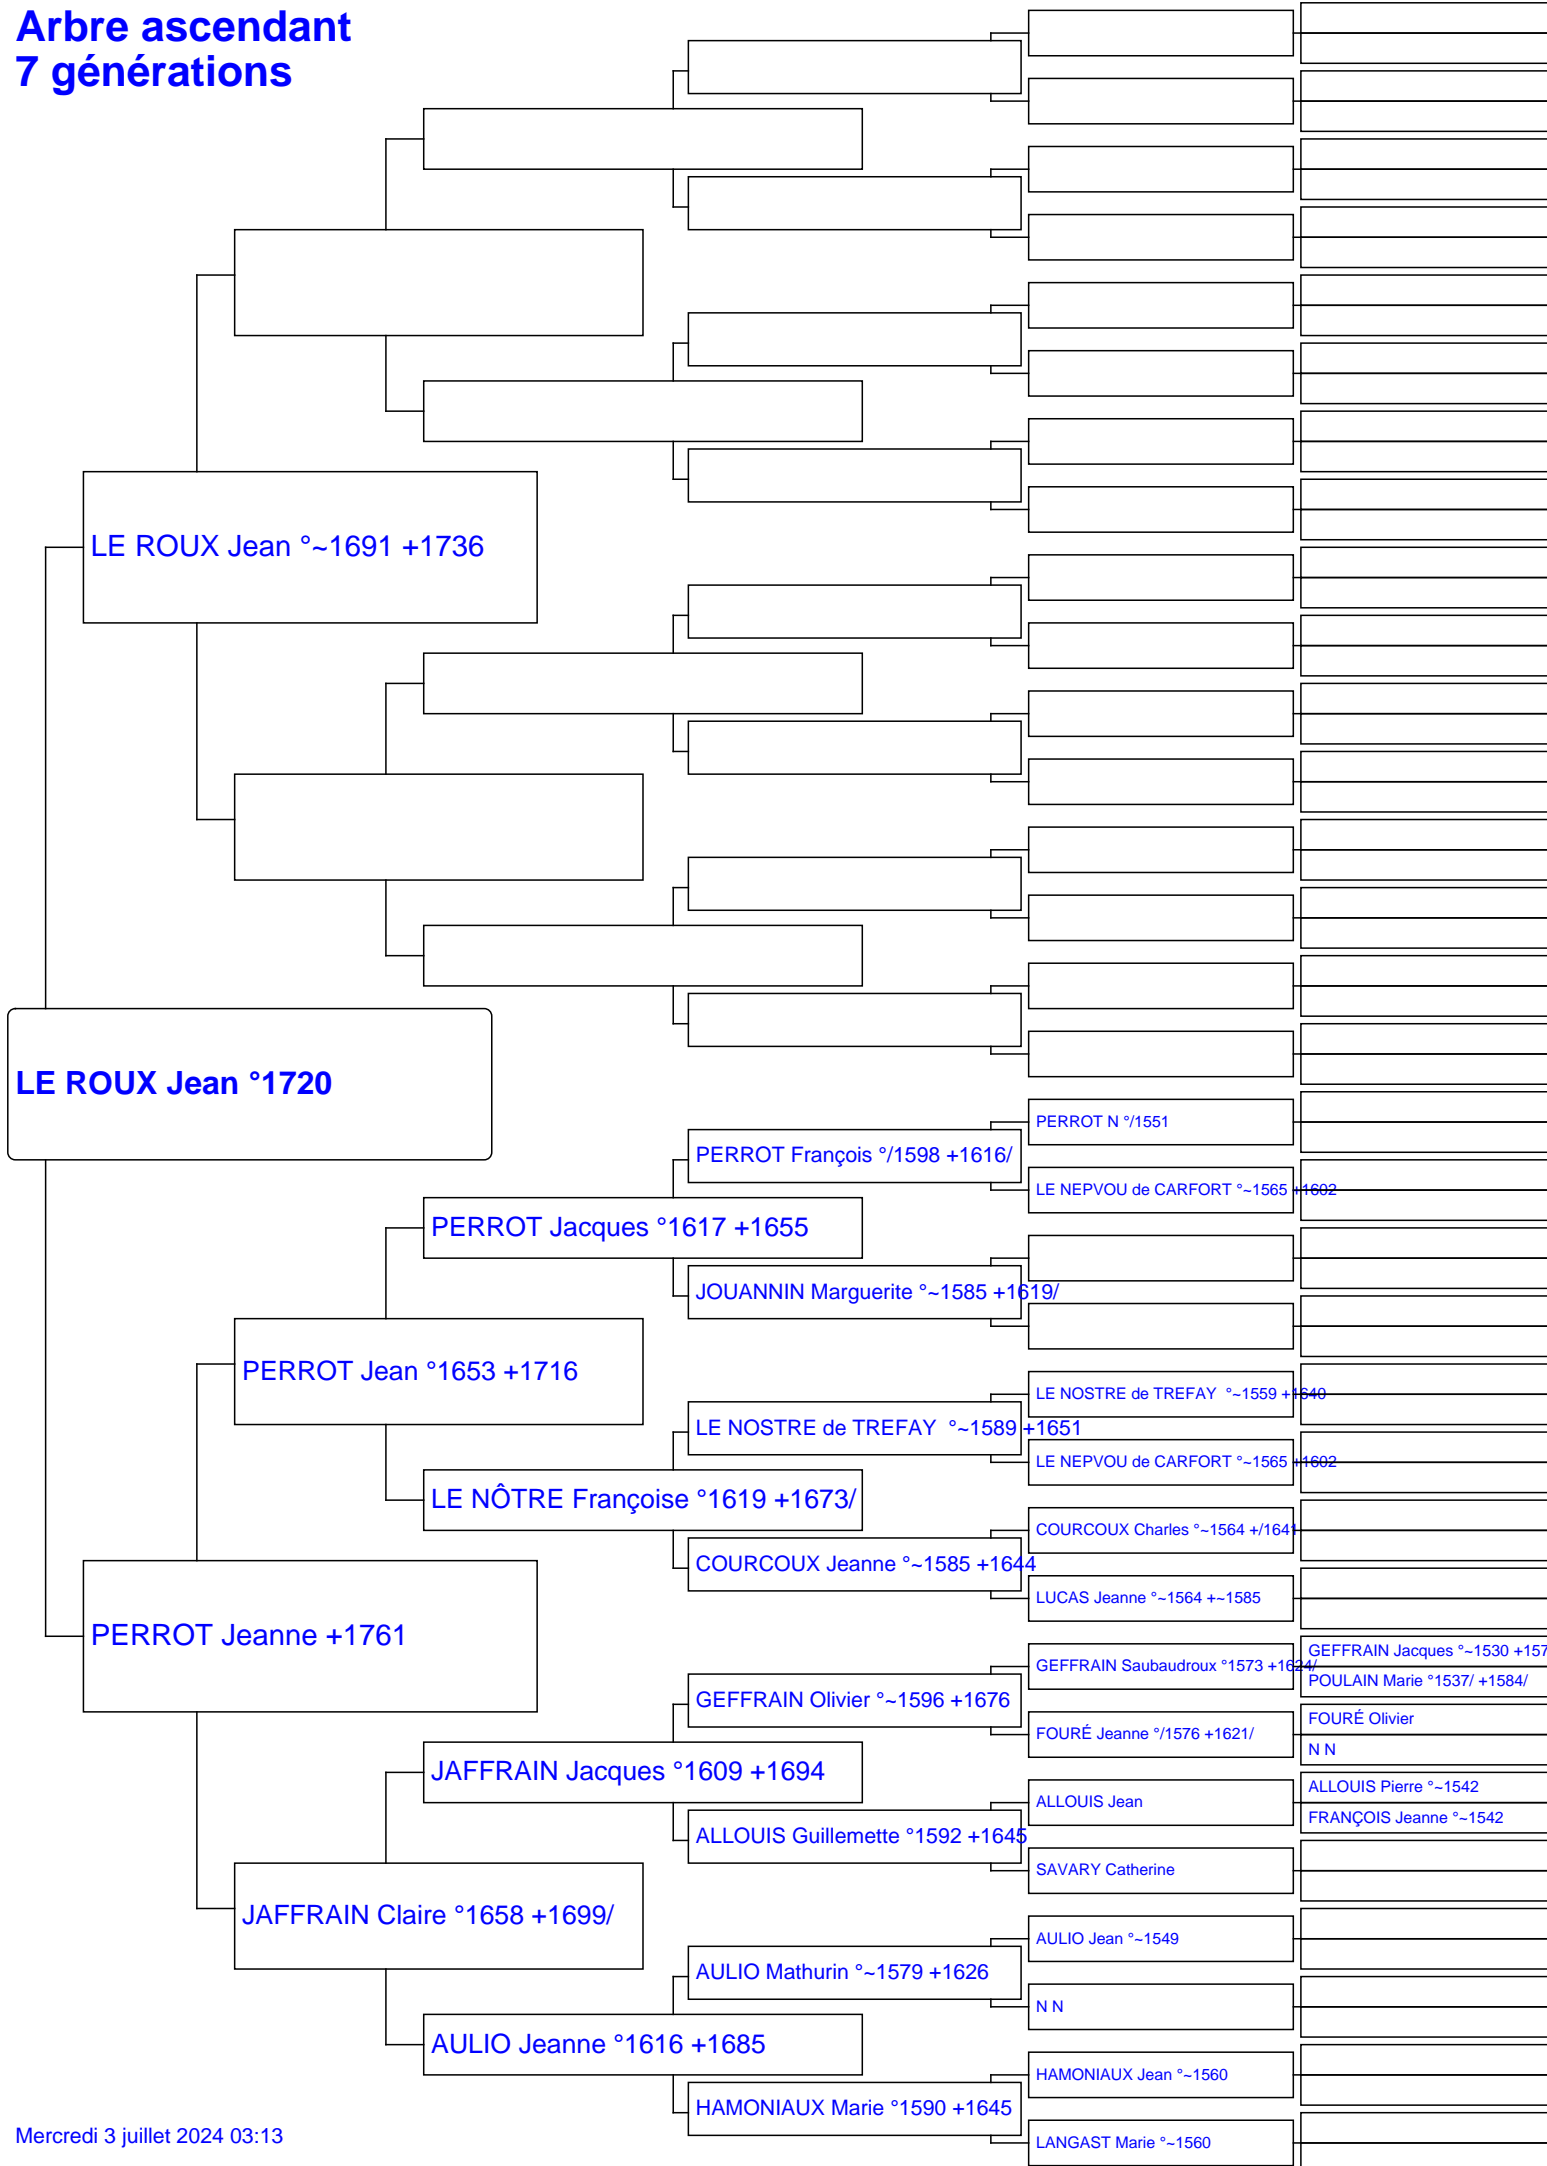 Arbre ascendant
7 générations
LE ROUX Jean °~1691 +1736
LE ROUX Jean °1720
PERROT N °/1551
PERROT François °/1598 +1616/
LE NEPVOU de CARFORT °~1565 +1602
PERROT Jacques °1617 +1655
JOUANNIN Marguerite °~1585 +1619/
PERROT Jean °1653 +1716
LE NOSTRE de TREFAY °~1559 +1640
LE NOSTRE de TREFAY °~1589 +1651
LE NEPVOU de CARFORT °~1565 +1602
LE NÔTRE Françoise °1619 +1673/
COURCOUX Charles °~1564 +/1641
COURCOUX Jeanne °~1585 +1644
LUCAS Jeanne °~1564 +~1585
PERROT Jeanne +1761
GEFFRAIN Jacques °~1530 +157
GEFFRAIN Saubaudroux °1573 +1624/
POULAIN Marie °1537/ +1584/
GEFFRAIN Olivier °~1596 +1676
FOURÉ Olivier
FOURÉ Jeanne °/1576 +1621/
N N
JAFFRAIN Jacques °1609 +1694
ALLOUIS Pierre °~1542
ALLOUIS Jean
FRANÇOIS Jeanne °~1542
ALLOUIS Guillemette °1592 +1645
SAVARY Catherine
JAFFRAIN Claire °1658 +1699/
AULIO Jean °~1549
AULIO Mathurin °~1579 +1626
N N
AULIO Jeanne °1616 +1685
HAMONIAUX Jean °~1560
HAMONIAUX Marie °1590 +1645
LANGAST Marie °~1560
Mercredi 3 juillet 2024 03:13